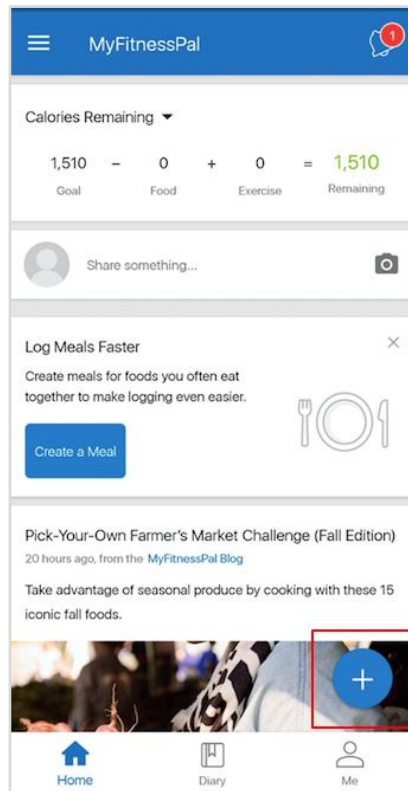 MyFitnessPal
1
Calories Remaining
1,510 – 0 + 0 = 1,510
Goal Food Exercise Remaining
Share something...
Log Meals Faster
Create meals for foods you often eat
together to make logging even easier.
Create a Meal
Pick-Your-Own Farmer's Market Challenge (Fall Edition)
20 hours ago, from the MyFitnessPal Blog
Take advantage of seasonal produce by cooking with these 15
iconic fall foods.
+
Home Diary Me